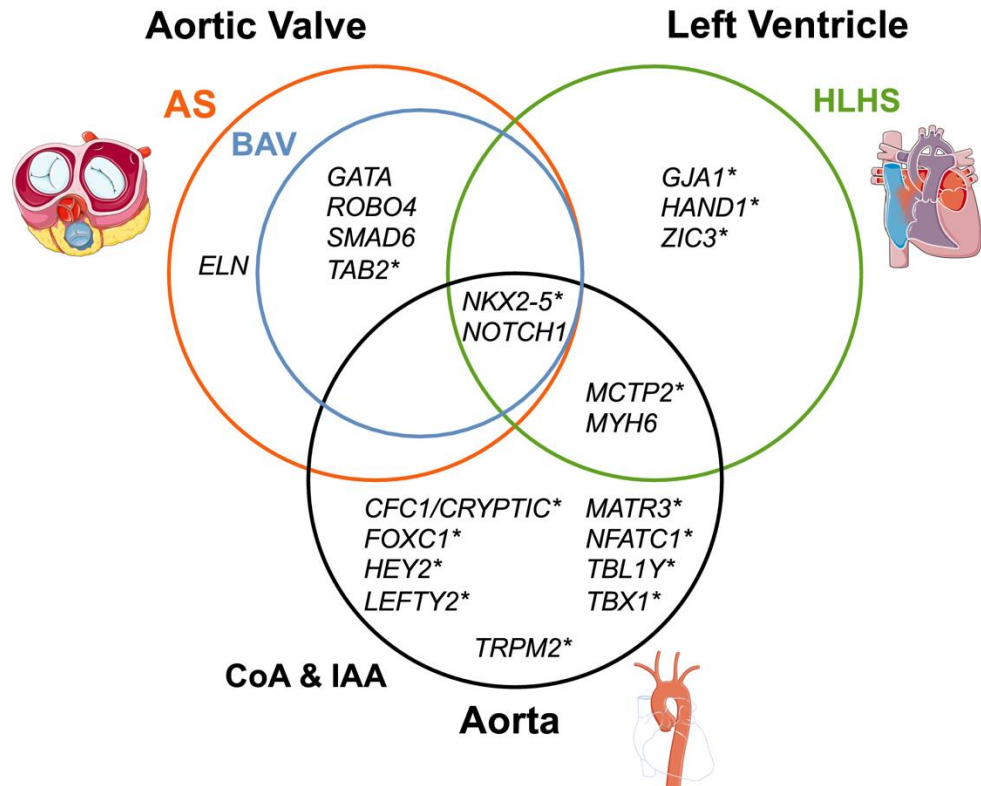 Aortic Valve
Left Ventricle
AS
HLHS
BAV
GATA
ROBO4
SMAD6
TAB2*
ELN
GJA1*
HAND1*
ZIC3*
NKX2-5*
NOTCH1
MCTP2*
MYH6
CFC1/CRYPTIC*
FOXC1*
HEY2*
LEFTY2*
MATR3*
NFATC1*
TBL1Y*
TBX1*
TRPM2*
CoA & IAA
Aorta